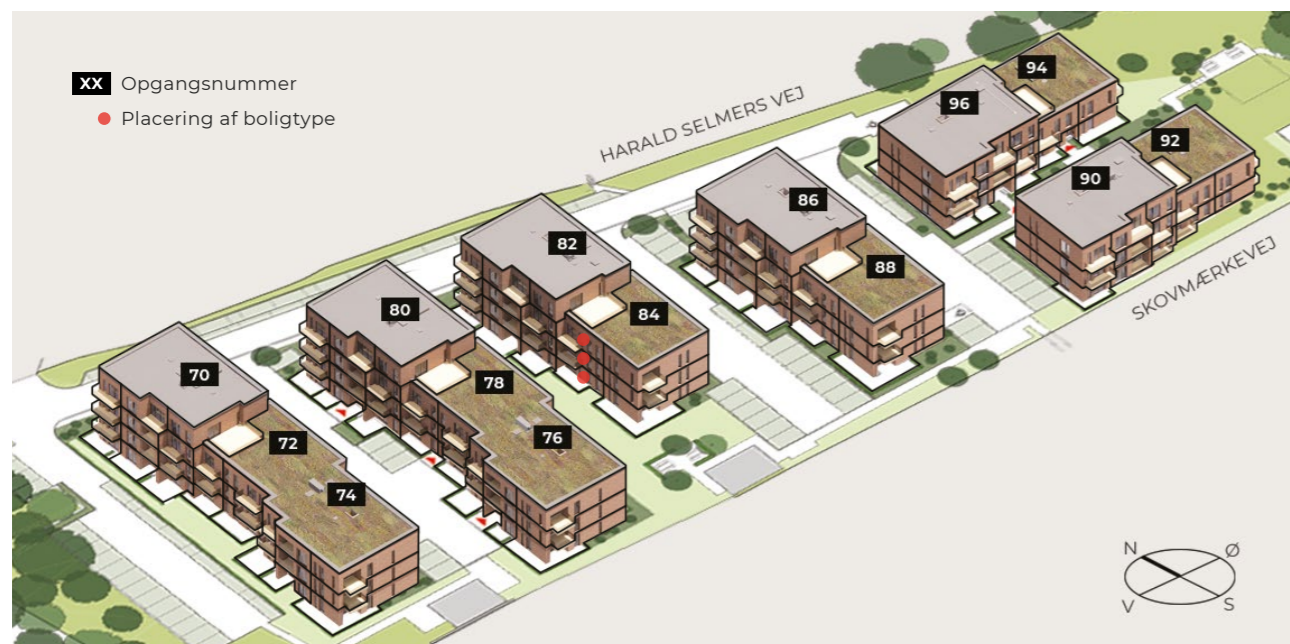 XX Opgangsnummer
Placering af boligtype
HARALD SELMERS VEJ
94
96
92
90
86
82
88
80
84
70
78
76
72
74
SKOVMÆRKEVEJ
N Ø
V S